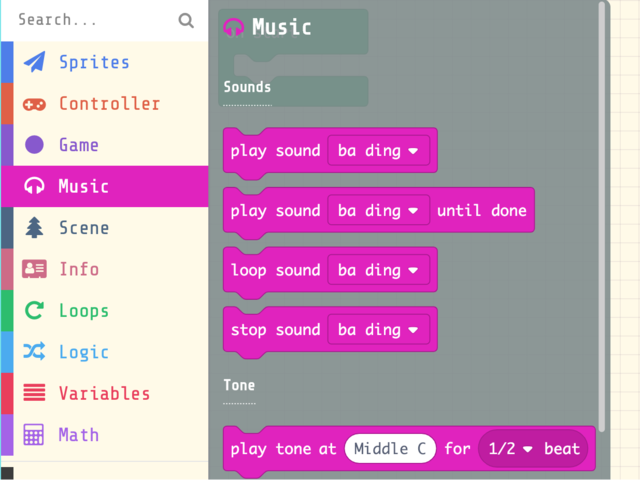 Search...
Sprites
Controller
Game
Music
Scene
Info
Loops
Logic
Variables
Math
Music
Sounds
play sound ba ding
play sound ba ding until done
loop sound ba ding
stop sound ba ding
Tone
play tone at Middle C for 1/2 beat